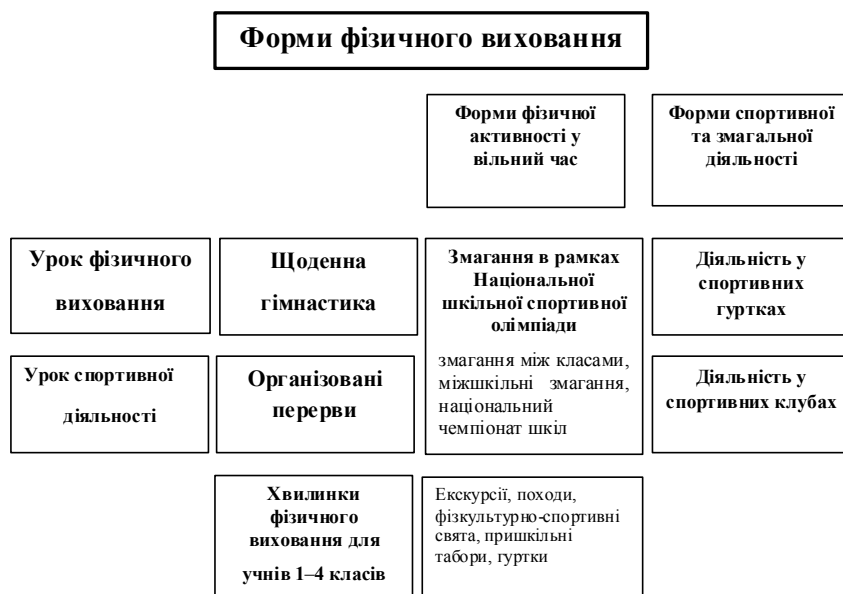 Форми фізичного виховання
Форми фізичної
активності у
вільний час
Форми спортивної
та змагальної
діяльності
Урок фізичного
виховання
Щоденна
гімнастика
Змагання в рамках
Національної
шкільної спортивної
олімпіади
змагання між класами,
міжшкільні змагання,
національний
чемпіонат шкіл
Діяльність у
спортивних
гуртках
Урок спортивної
діяльності
Організовані
перерви
Діяльність у
спортивних клубах
Хвилинки
фізичного
виховання для
учнів 1–4 класів
Екскурсії, походи,
фізкультурно-спортивні
свята, пришкільні
табори, гуртки